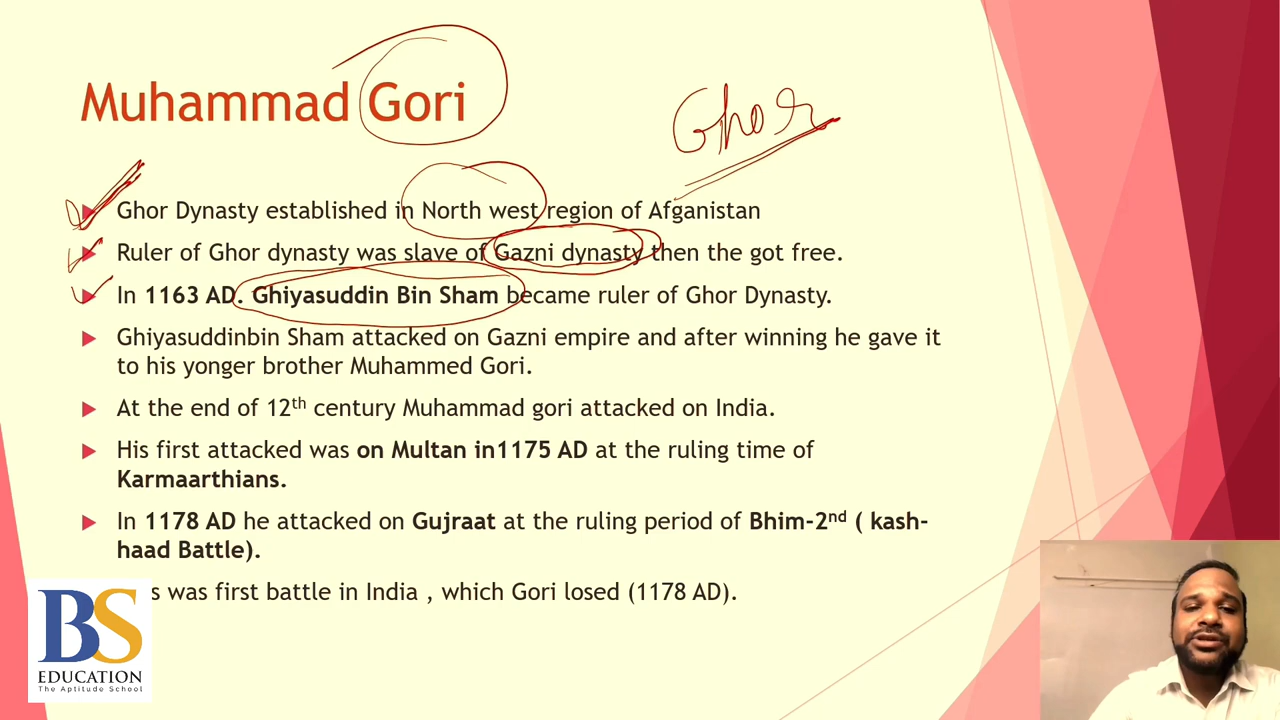 Muhammad Gori
Ghor
Ghor Dynasty established in North west region of Afganistan
Ruler of Ghor dynasty was slave of Gazni dynasty then the got free.
In 1163 AD. Ghiyasuddin Bin Sham became ruler of Ghor Dynasty.
Ghiyasuddinbin Sham attacked on Gazni empire and after winning he gave it
to his yonger brother Muhammed Gori.
At the end of 12th century Muhammad gori attacked on India.
His first attacked was on Multan in1175 AD at the ruling time of
Karmaarthians.
In 1178 AD he attacked on Gujraat at the ruling period of Bhim-2nd ( kash-
haad Battle).
s was first battle in India , which Gori losed (1178 AD).
BS
EDUCATION
The Aptitude School